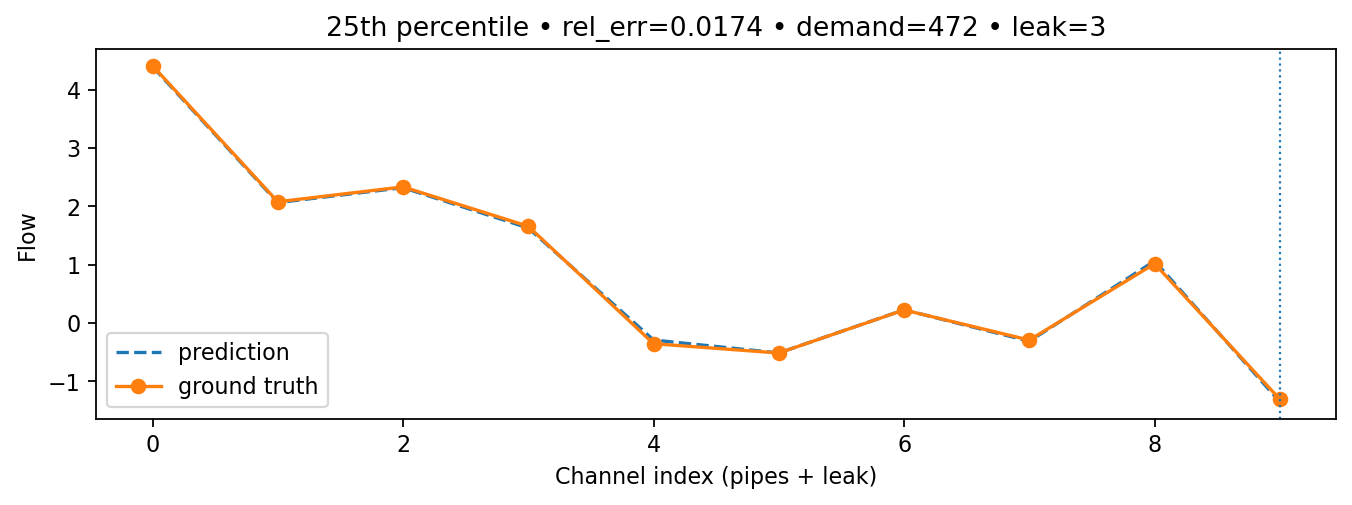 25th percentile • rel_err=0.0174 • demand=472 • leak=3
Flow
4
3
2
1
0
−1
prediction
ground truth
0 2 4 6 8
Channel index (pipes + leak)